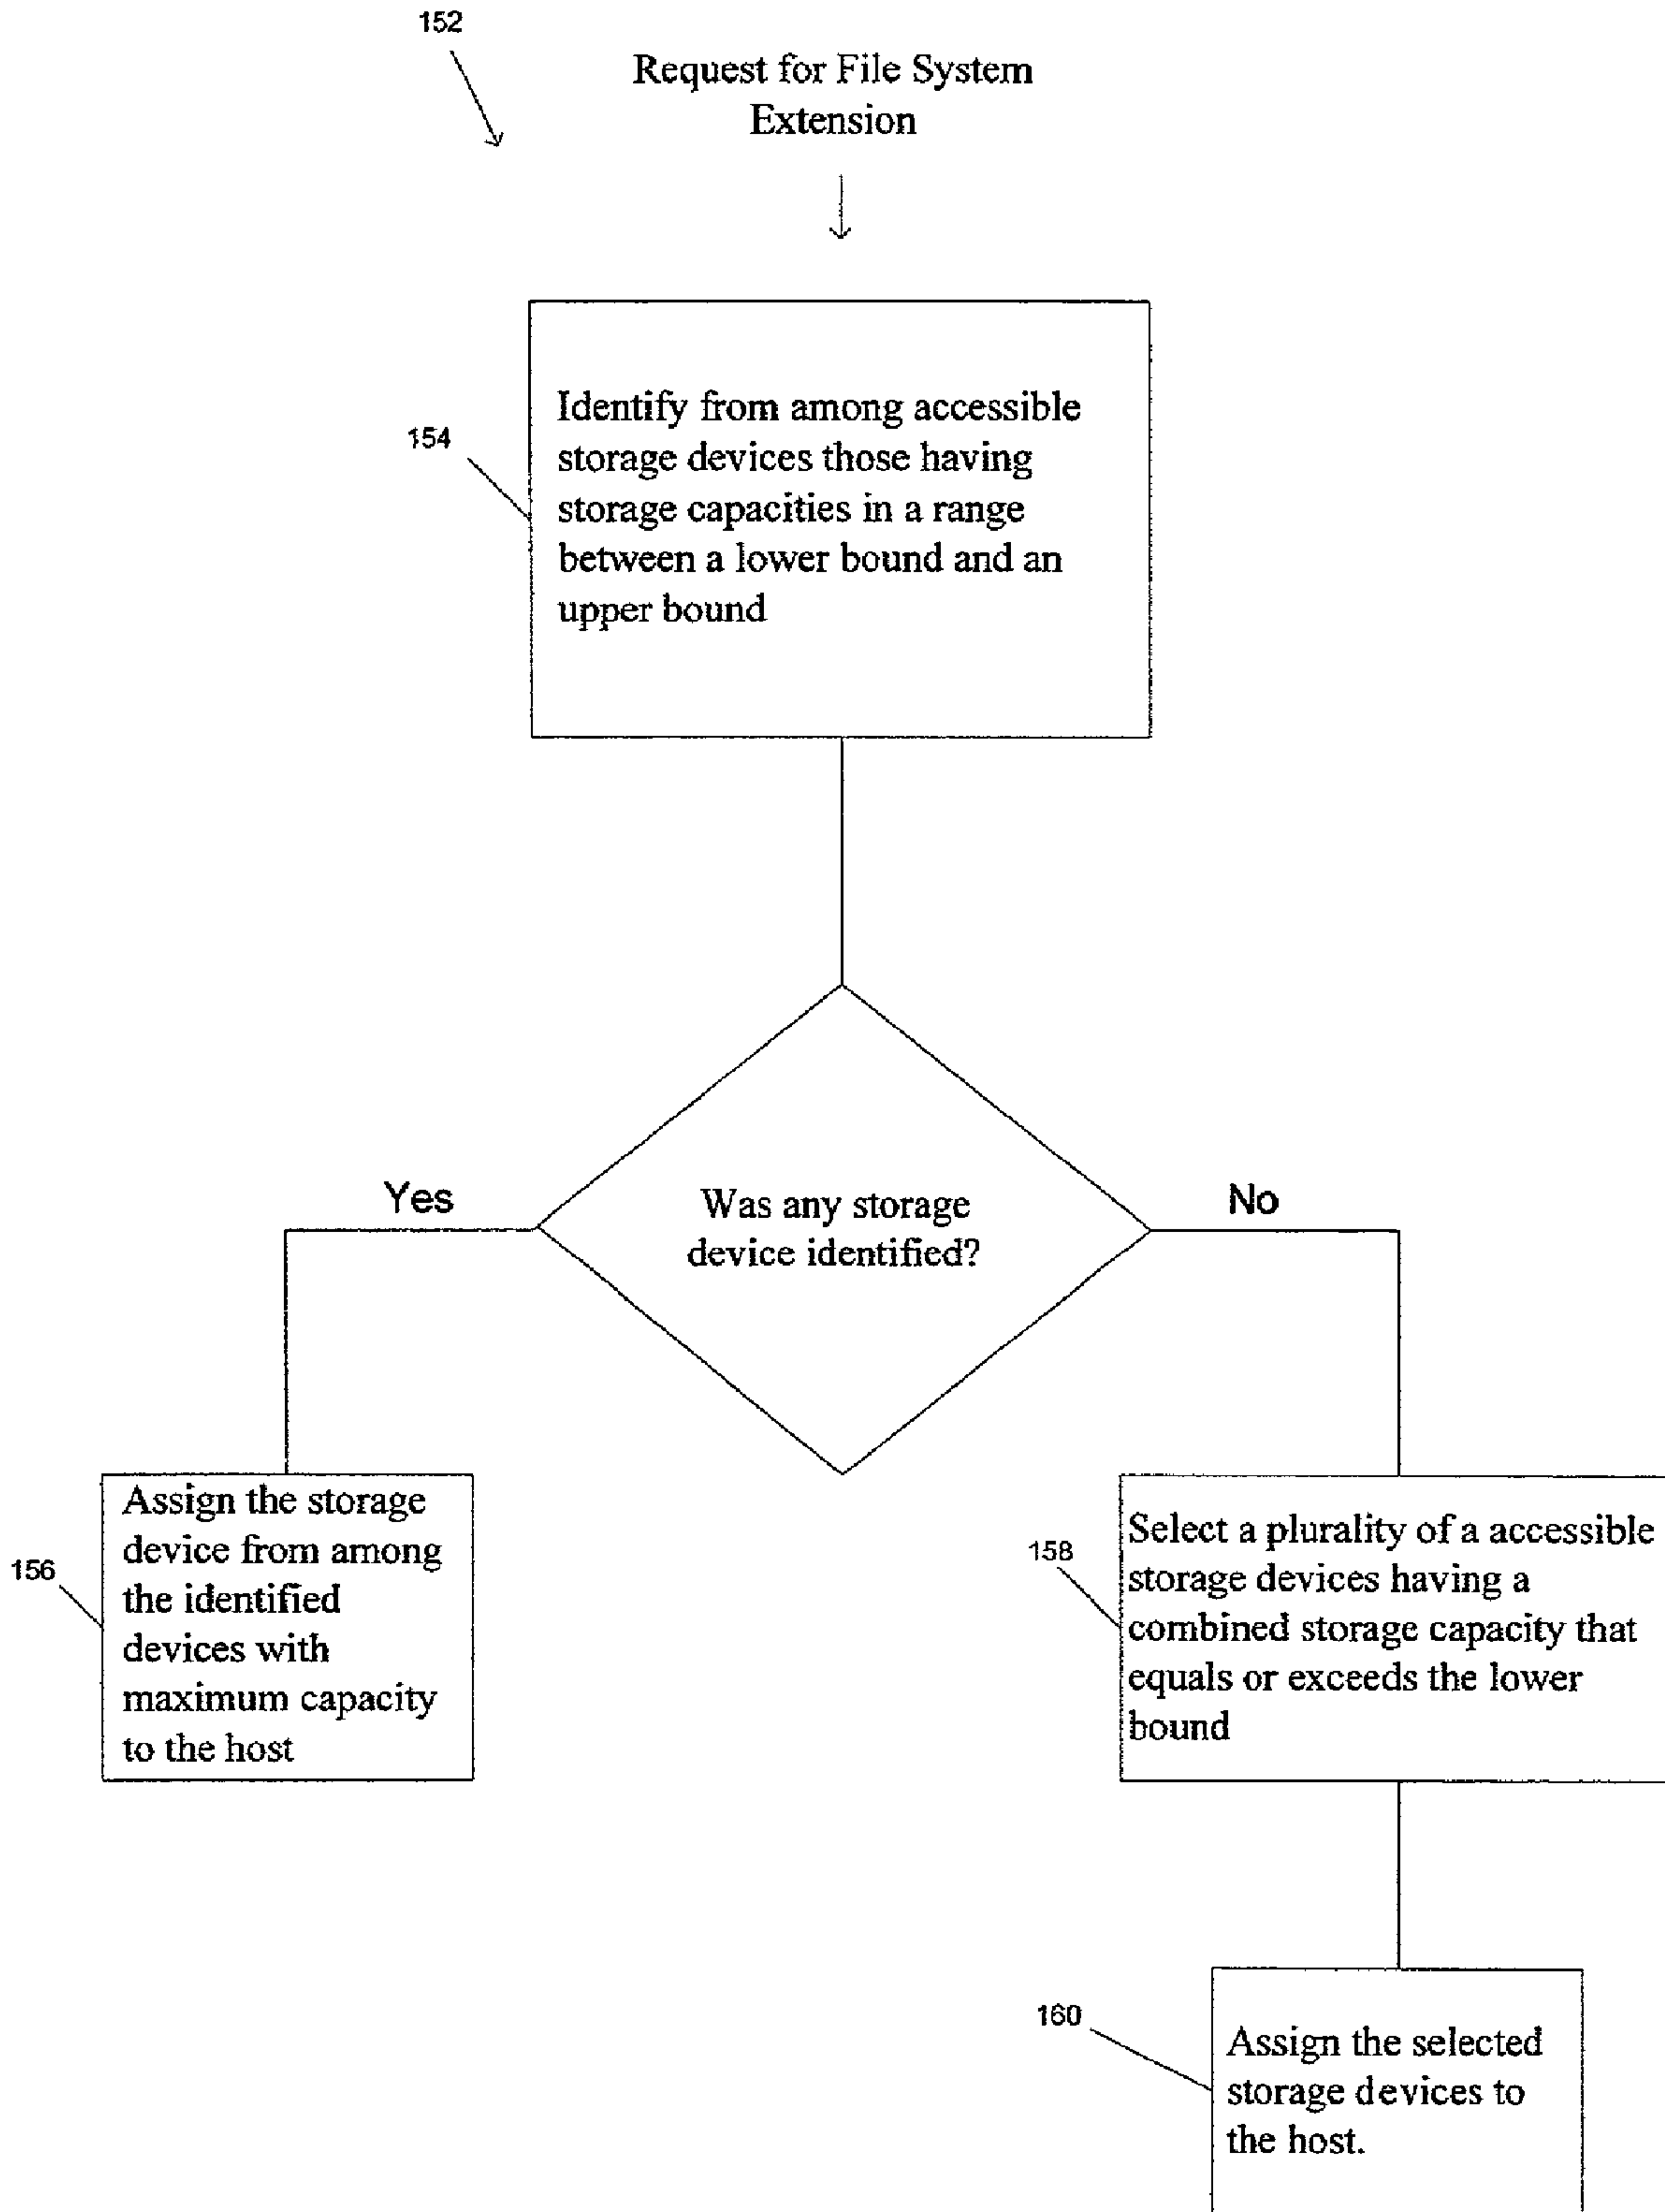 152
Request for File System
Extension
154
Identify from among accessible
storage devices those having
storage capacities in a range
between a lower bound and an
upper bound
Yes
Was any storage
device identified?
No
156
Assign the storage
device from among
the identified
devices with
maximum capacity
to the host
158
Select a plurality of a accessible
storage devices having a
combined storage capacity that
equals or exceeds the lower
bound
160
Assign the selected
storage devices to
the host.